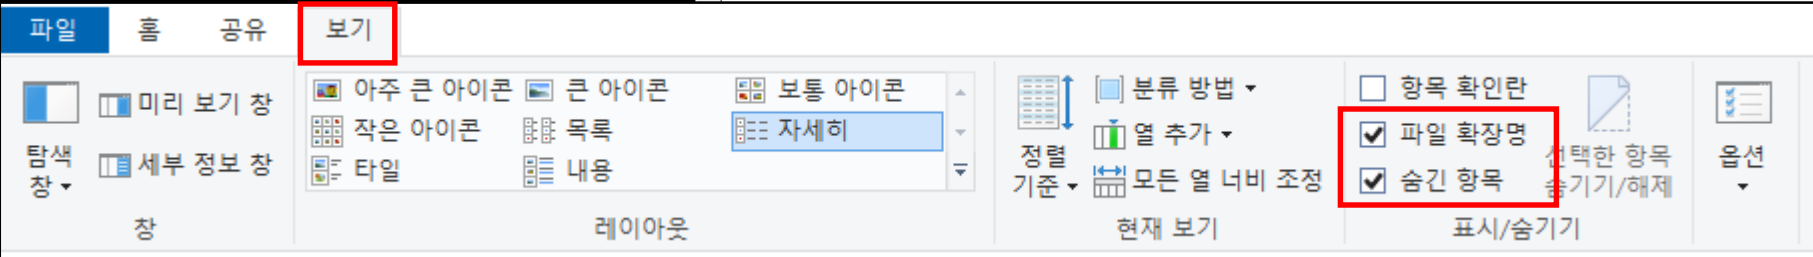 파일 홈 공유 보기
탐색
창
미리 보기 창
세부 정보 창
창
아주 큰 아이콘 큰 아이콘 보통 아이콘
작은 아이콘 목록 자세히
타일 내용
레이아웃
정렬
기준
분류 방법
열 추가
모든 열 너비 조정
현재 보기
항목 확인란
파일 확장명
숨긴 항목
선택한 항목
숨기기/해제
표시/숨기기
옵션